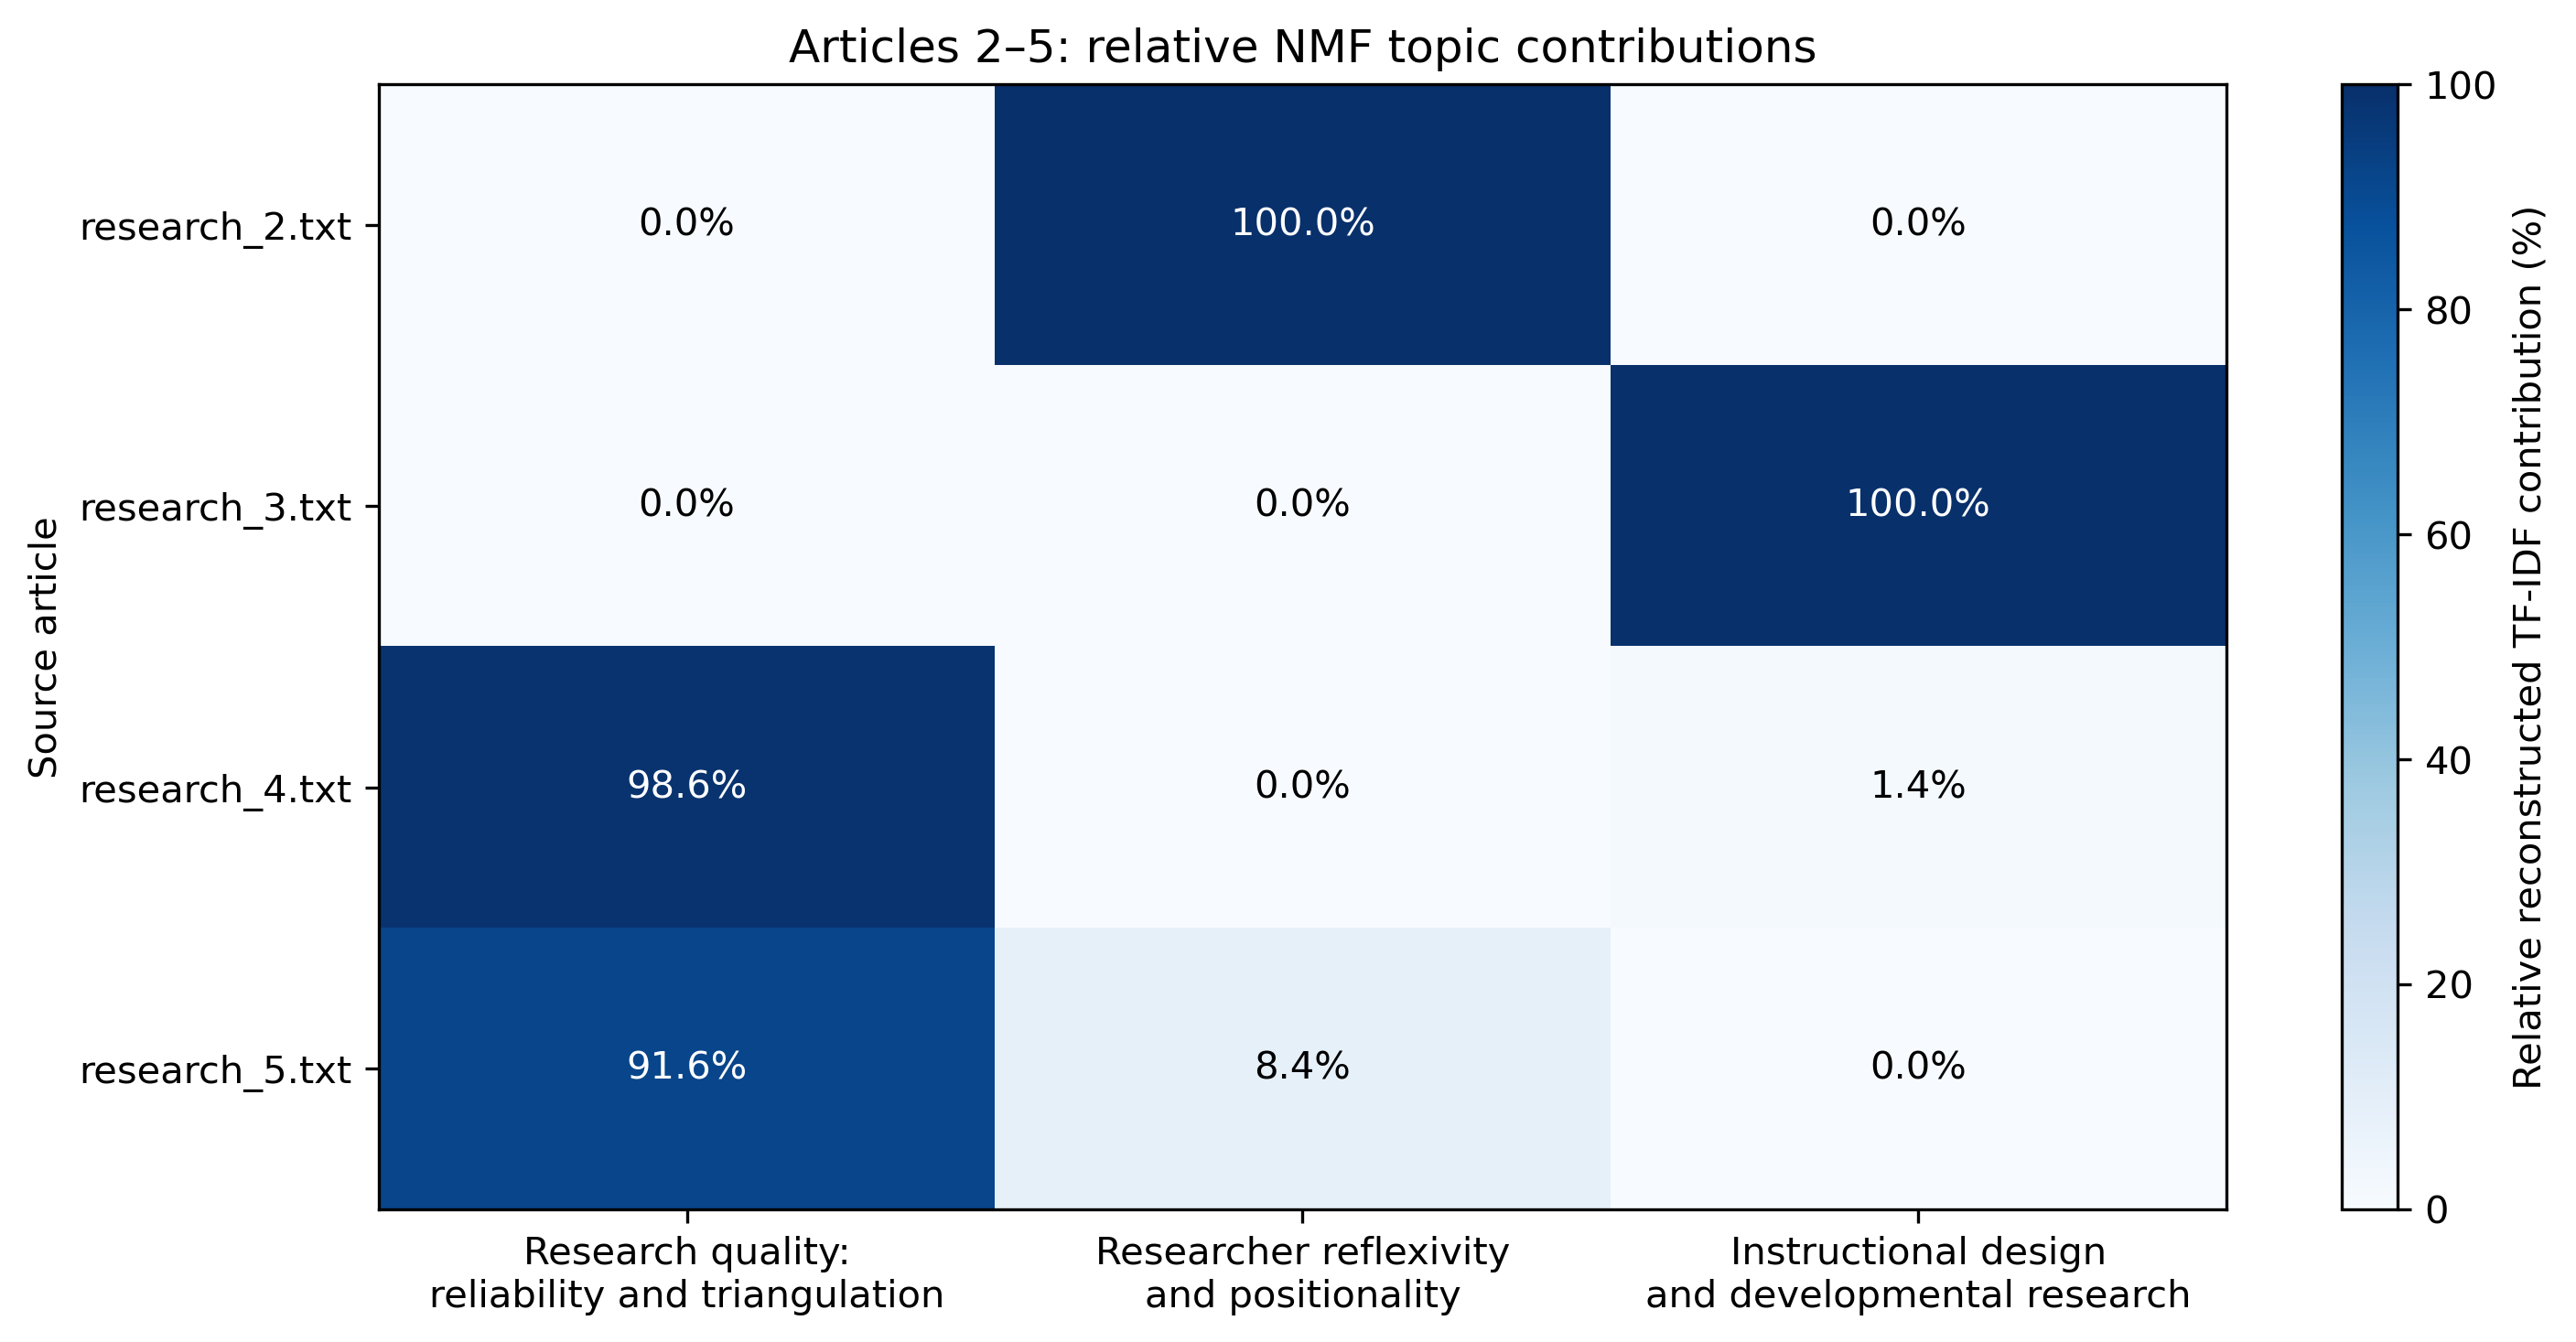 Articles 2–5: relative NMF topic contributions
Source article
research_2.txt
0.0%
100.0%
0.0%
research_3.txt
0.0%
0.0%
100.0%
research_4.txt
98.6%
0.0%
1.4%
research_5.txt
91.6%
8.4%
0.0%
Research quality:
reliability and triangulation
Researcher reflexivity
and positionality
Instructional design
and developmental research
100
80
60
40
20
0
Relative reconstructed TF-IDF contribution (%)